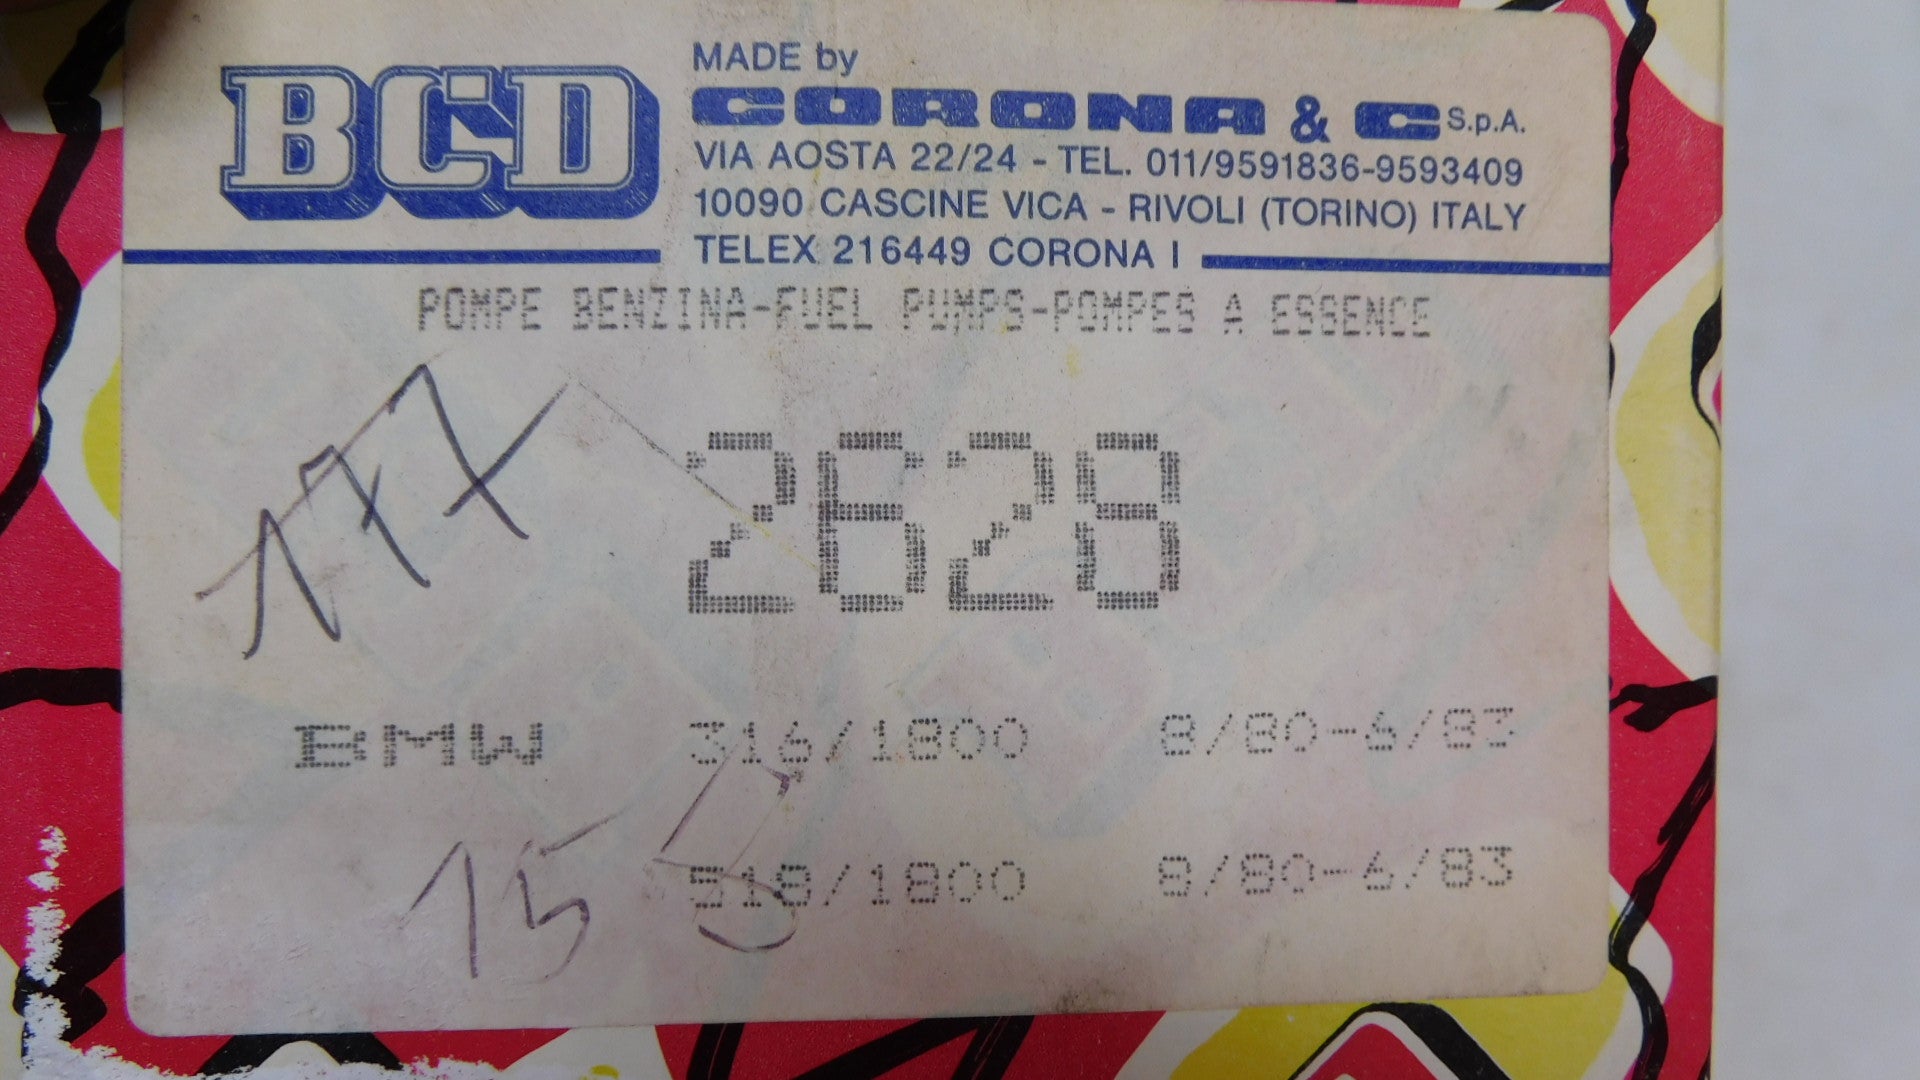 BCD
MADE by
CORONA & C S.p.A.
VIA AOSTA 22/24 - TEL. 011/9591836-9593409
10090 CASCINE VICA - RIVOLI (TORINO) ITALY
TELEX 216449 CORONA I
POMPE BENZINA-FUEL PUMPS-POMPES A ESSENCE
177
2628
BMW 316/1800 8/80-6/83
518/1800 8/80-6/83
155